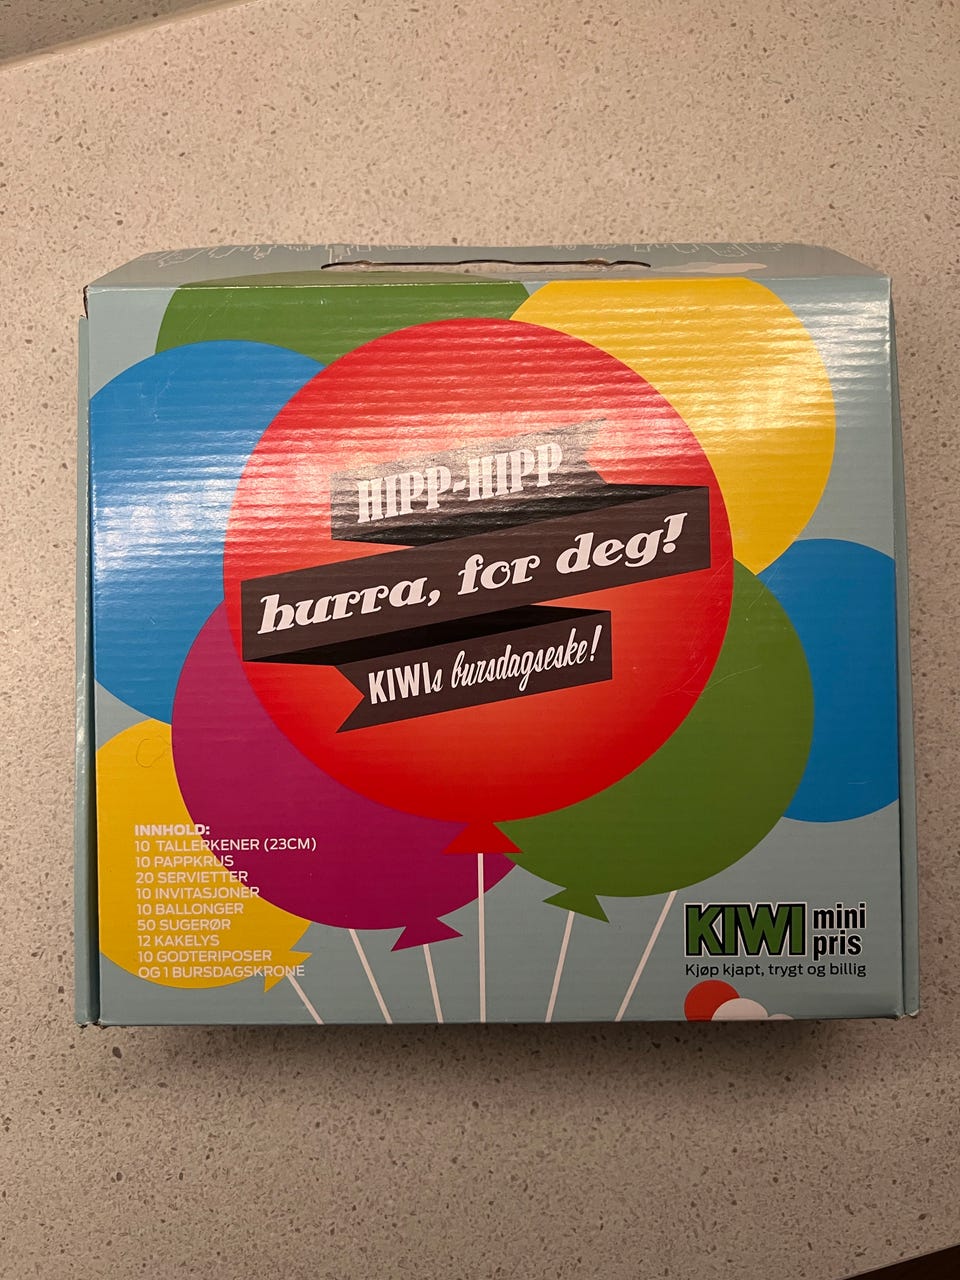 HIPP-HIPP
hurra, for deg!
KIWIs bursdagseske!
INNHOLD:
10 TALLERKENER (23CM)
10 PAPPKRUS
20 SERVIETTER
10 INVITASJONER
10 BALLONGER
50 SUGERØR
12 KAKELYS
10 GODTERIPOSER
OG 1 BURSDAGSKRONE
KIWI mini
pris
Kjøp kjapt, trygt og billig